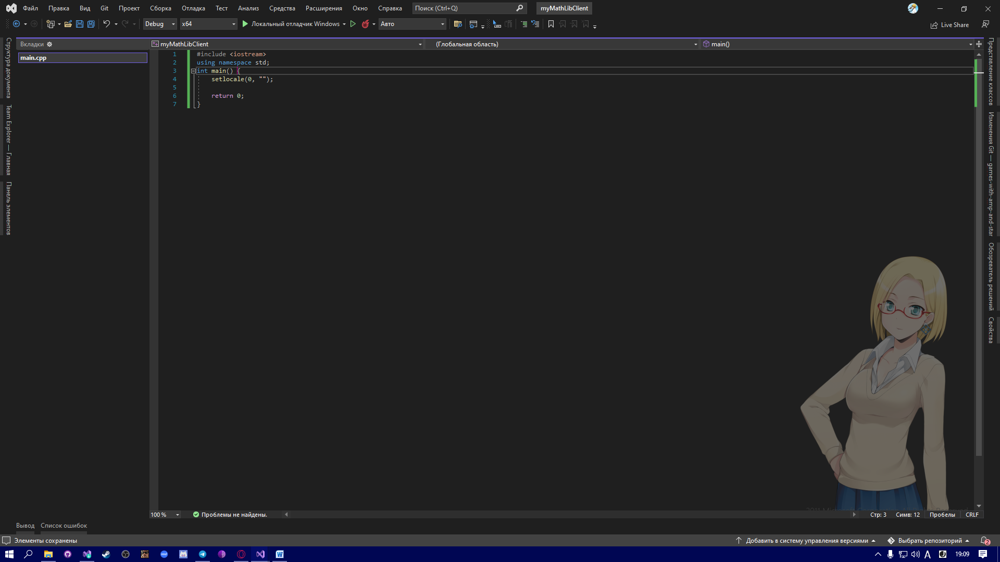 Файл Правка Вид Git Проект Сборка Отладка Тест Анализ Средства Расширения Окно Справка Поиск (Ctrl+Q) myMathLibClient
Debug x64 Локальный отладчик Windows Авто Live Share
Структура документа
Team Explorer — Главная
Панель элементов
Вкладки
main.cpp
myMathLibClient (Глобальная область) main()
1 #include <iostream>
2 using namespace std;
3 int main() {
4 setlocale(0, "");
5
6 return 0;
7 }
Представление классов
Изменения Git — games-with-amp-and-star
Обозреватель решений
Свойства
100 % Проблемы не найдены. Стр: 3 Симв: 12 Пробелы CRLF
Вывод Список ошибок
Элементы сохранены Добавить в систему управления версиями Выбрать репозиторий 2
A 19:09